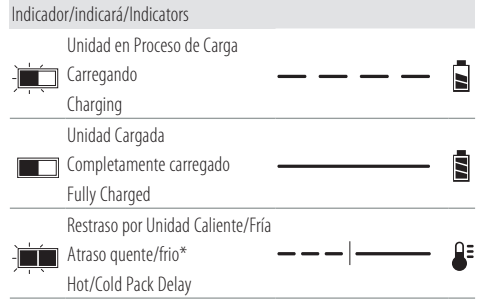 Indicador/indicará/Indicators
Unidad en Proceso de Carga
Carregando
Charging
Unidad Cargada
Completamente carregado
Fully Charged
Restraso por Unidad Caliente/Fría
Atraso quente/frio*
Hot/Cold Pack Delay